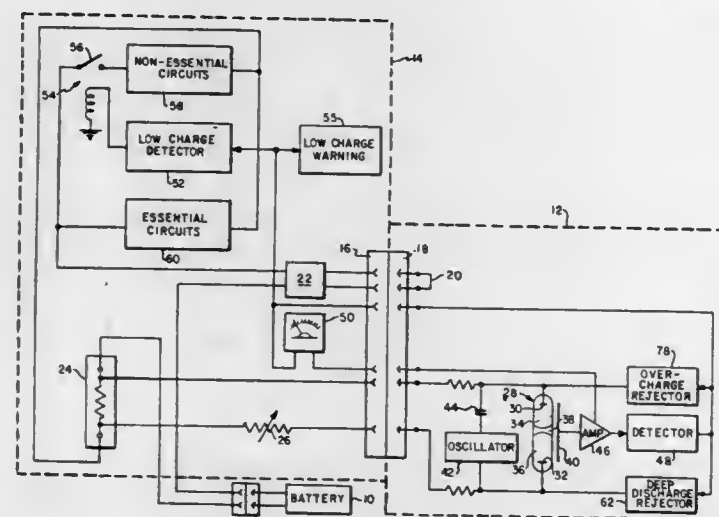 56
NON-ESSENTIAL
CIRCUITS
58
14
54
LOW CHARGE
DETECTOR
52
55
LOW CHARGE
WARNING
ESSENTIAL
CIRCUITS
60
12
16
18
22
20
50
24
26
28
30
34
36
38
40
32
44
OSCILLATOR
42
AMP
46
78
OVER-
CHARGE
REJECTOR
DETECTOR
48
DEEP
DISCHARGE
REJECTOR
62
BATTERY
10